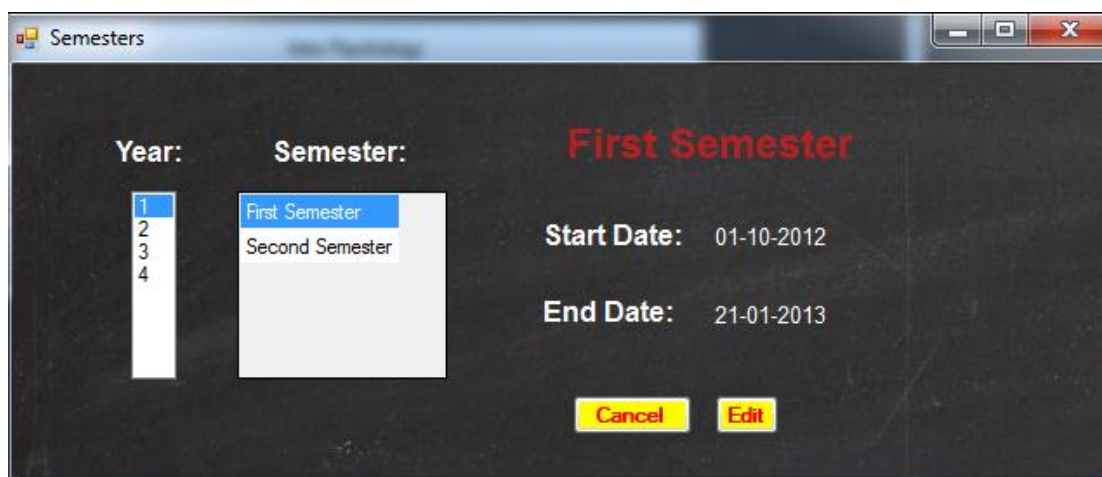 Semesters
Year:
1
2
3
4
Semester:
First Semester
Second Semester
First Semester
Start Date: 01-10-2012
End Date: 21-01-2013
Cancel Edit